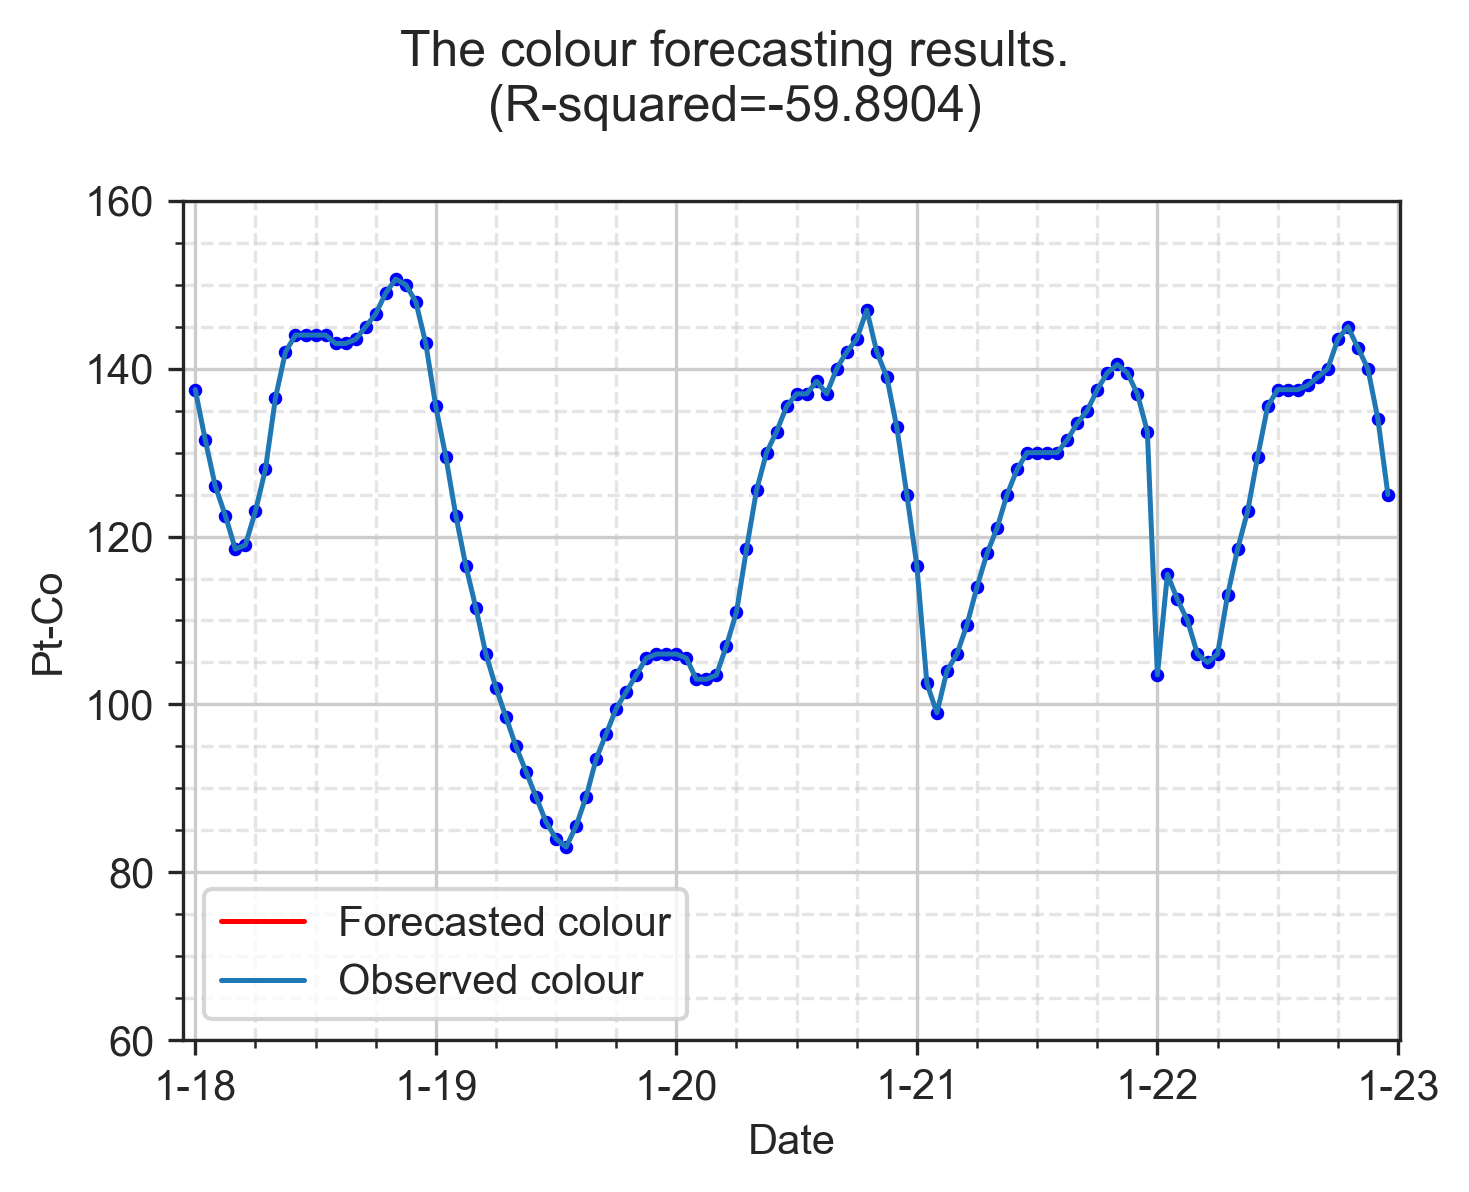 The colour forecasting results.
(R-squared=-59.8904)
160
140
120
100
80
60
Pt-Co
Forecasted colour
Observed colour
1-18 1-19 1-20 1-21 1-22 1-23
Date